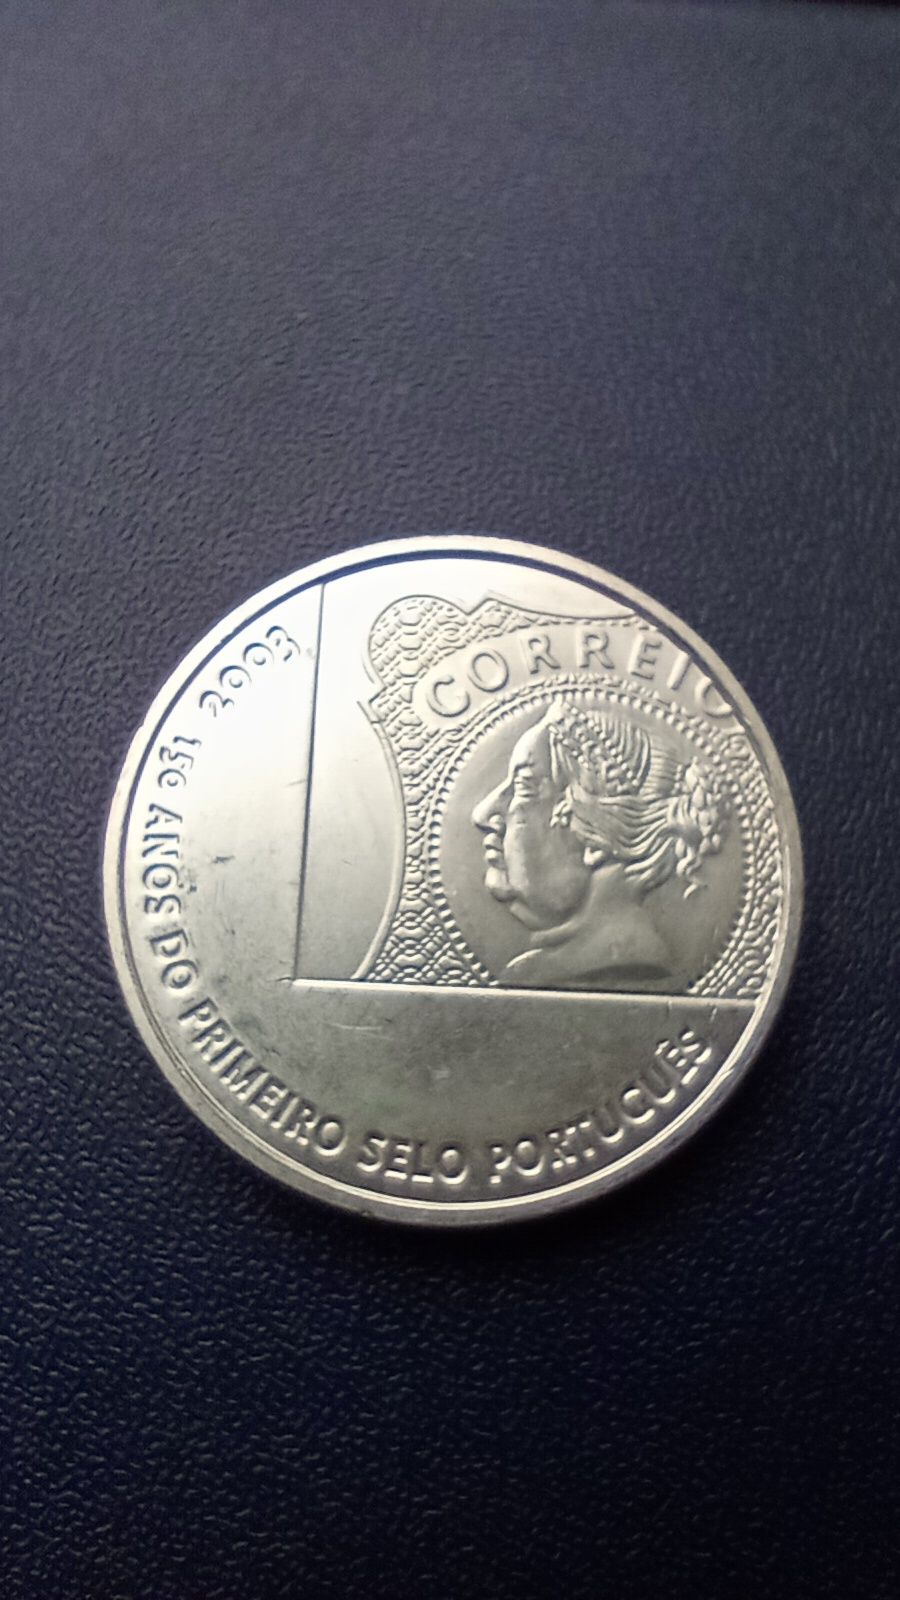 CORREIO
2003
150 ANOS DO PRIMEIRO SELO PORTUGUÊS